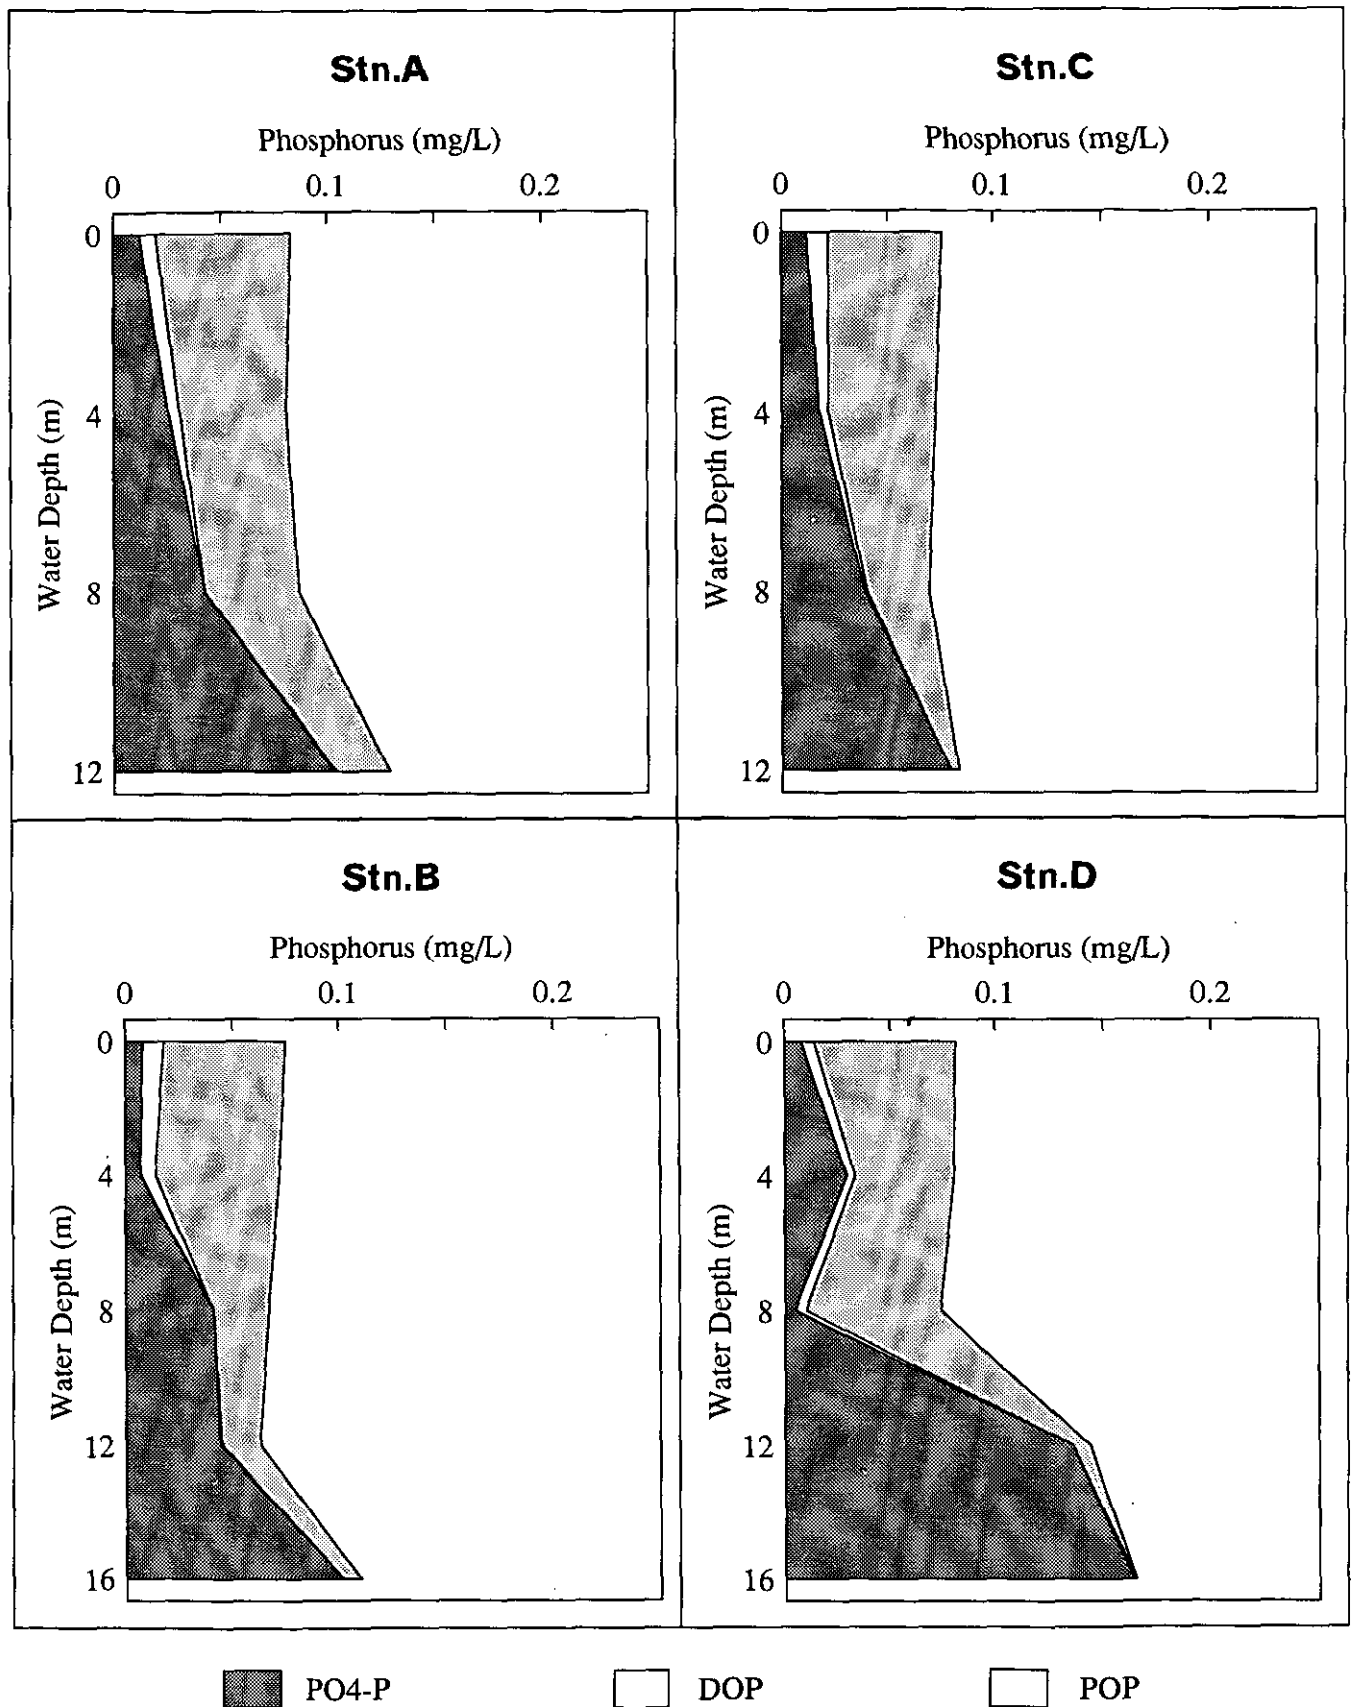 Stn.A
Phosphorus (mg/L)
0 0.1 0.2
Water Depth (m)
0
4
8
12
Stn.C
Phosphorus (mg/L)
0 0.1 0.2
Water Depth (m)
0
4
8
12
Stn.B
Phosphorus (mg/L)
0 0.1 0.2
Water Depth (m)
0
4
8
12
16
Stn.D
Phosphorus (mg/L)
0 0.1 0.2
Water Depth (m)
0
4
8
12
16
PO4-P DOP POP